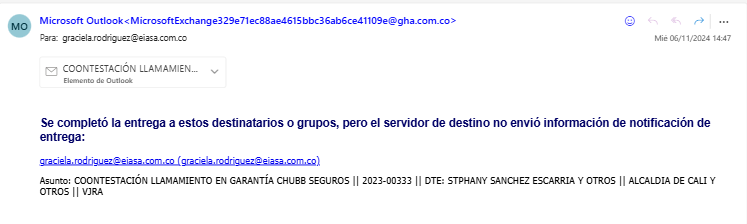 MO
Microsoft Outlook<MicrosoftExchange329e71ec88ae4615bbc36ab6ce41109e@gha.com.co>
Para: graciela.rodriguez@eiasa.com.co
Mié 06/11/2024 14:47
COONTESTACIÓN LLAMAMIEN...
Elemento de Outlook
Se completó la entrega a estos destinatarios o grupos, pero el servidor de destino no envió información de notificación de
entrega:
graciela.rodriguez@eiasa.com.co (graciela.rodriguez@eiasa.com.co)
Asunto: COONTESTACIÓN LLAMAMIENTO EN GARANTÍA CHUBB SEGUROS || 2023-00333 || DTE: STPHANY SANCHEZ ESCARRIA Y OTROS || ALCALDIA DE CALI Y
OTROS || VJRA